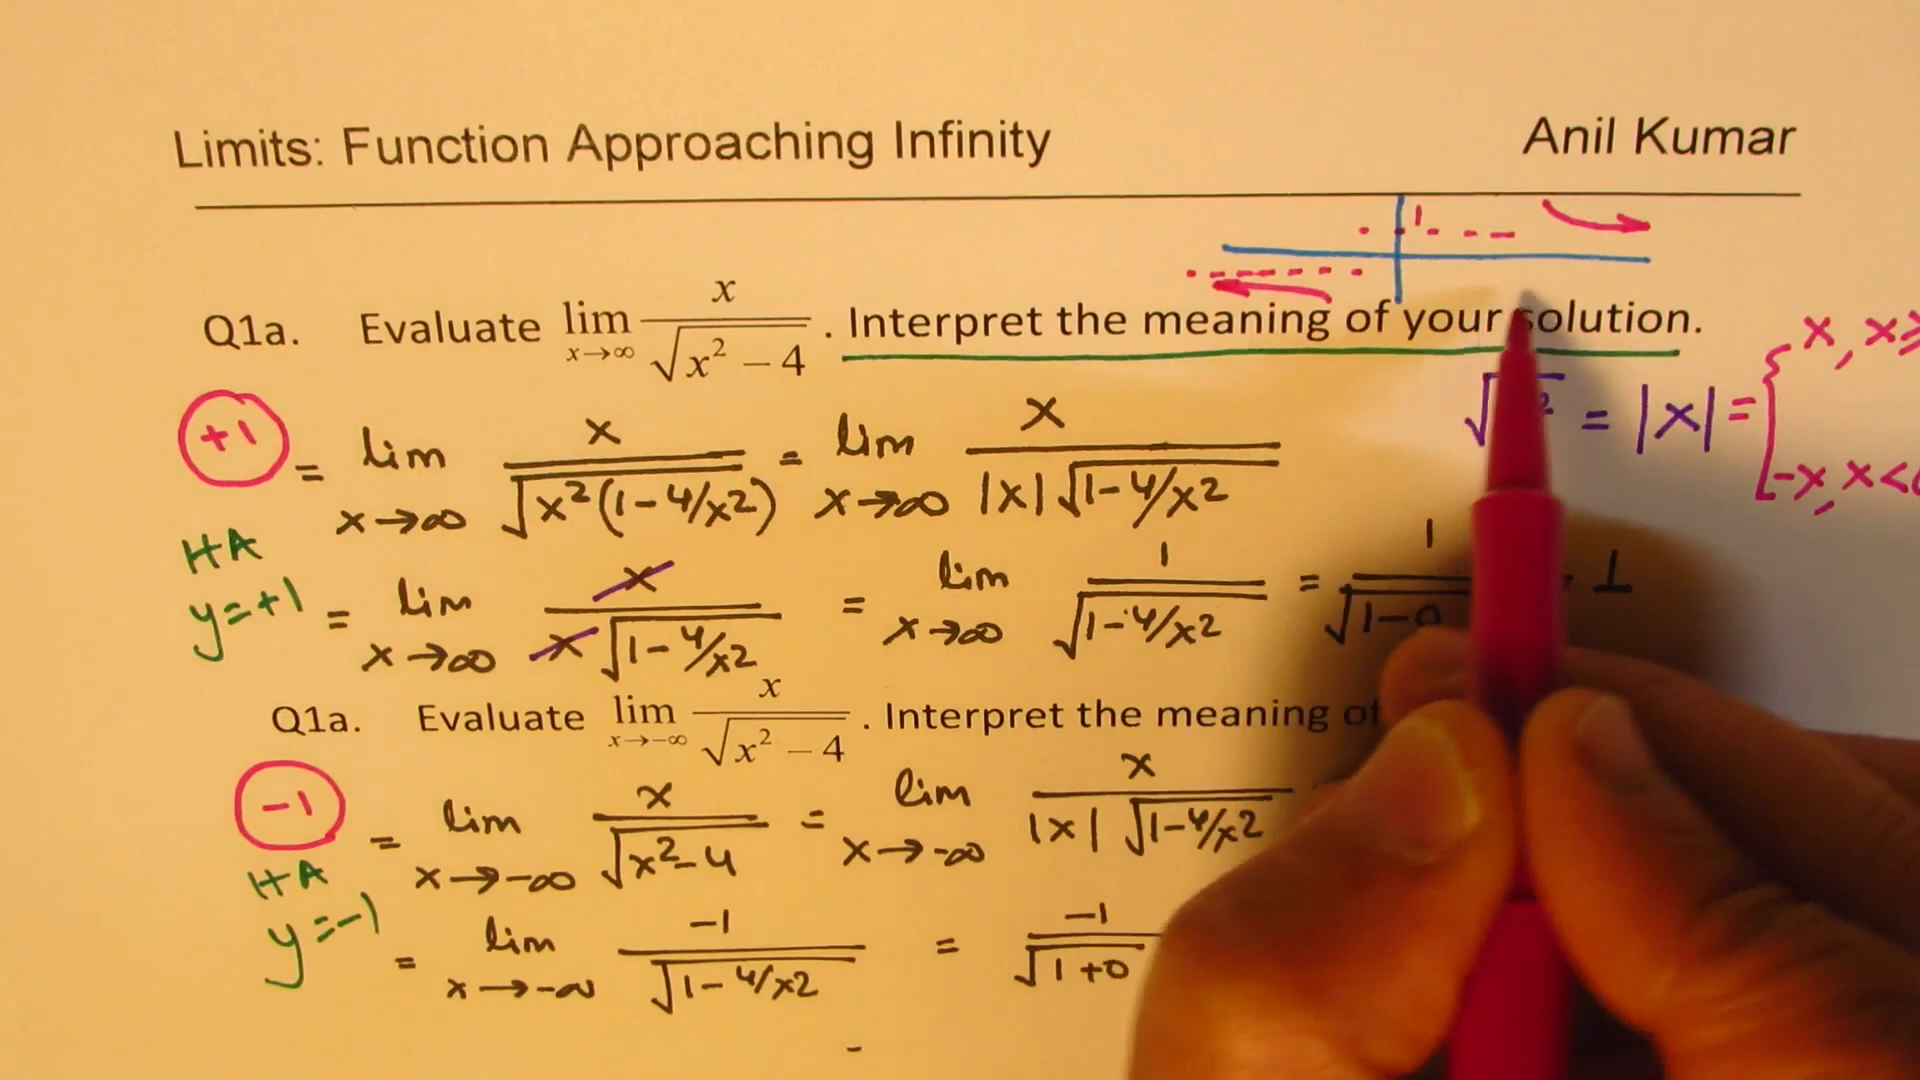 Limits: Function Approaching Infinity Anil Kumar
1
Q1a. Evaluate lim x→∞ x / √(x² − 4) . Interpret the meaning of your solution.
√ = |x| = { x, x≥
-x, x<0
+1 = lim x→∞ x / √(x²(1-4/x²)) = lim x→∞ x / |x|√(1-4/x²)
HA
y=+1 = lim x→∞ x / x√(1-4/x²) = lim x→∞ 1 / √(1-4/x²) = 1 / √(1-0) = 1
Q1a. Evaluate lim x→−∞ x / √(x² − 4) . Interpret the meaning of
-1 = lim x→-∞ x / √(x²-4) = lim x→-∞ x / |x|√(1-4/x²)
HA
y=-1 = lim x→-∞ -1 / √(1-4/x²) = -1 / √(1+0)